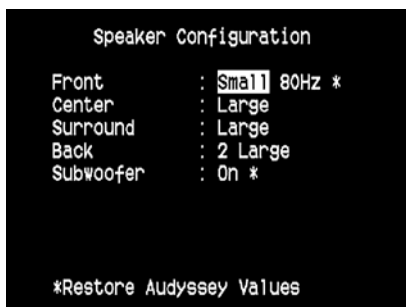 Speaker Configuration
Front : Small 80Hz *
Center : Large
Surround : Large
Back : 2 Large
Subwoofer : On *
*Restore Audyssey Values